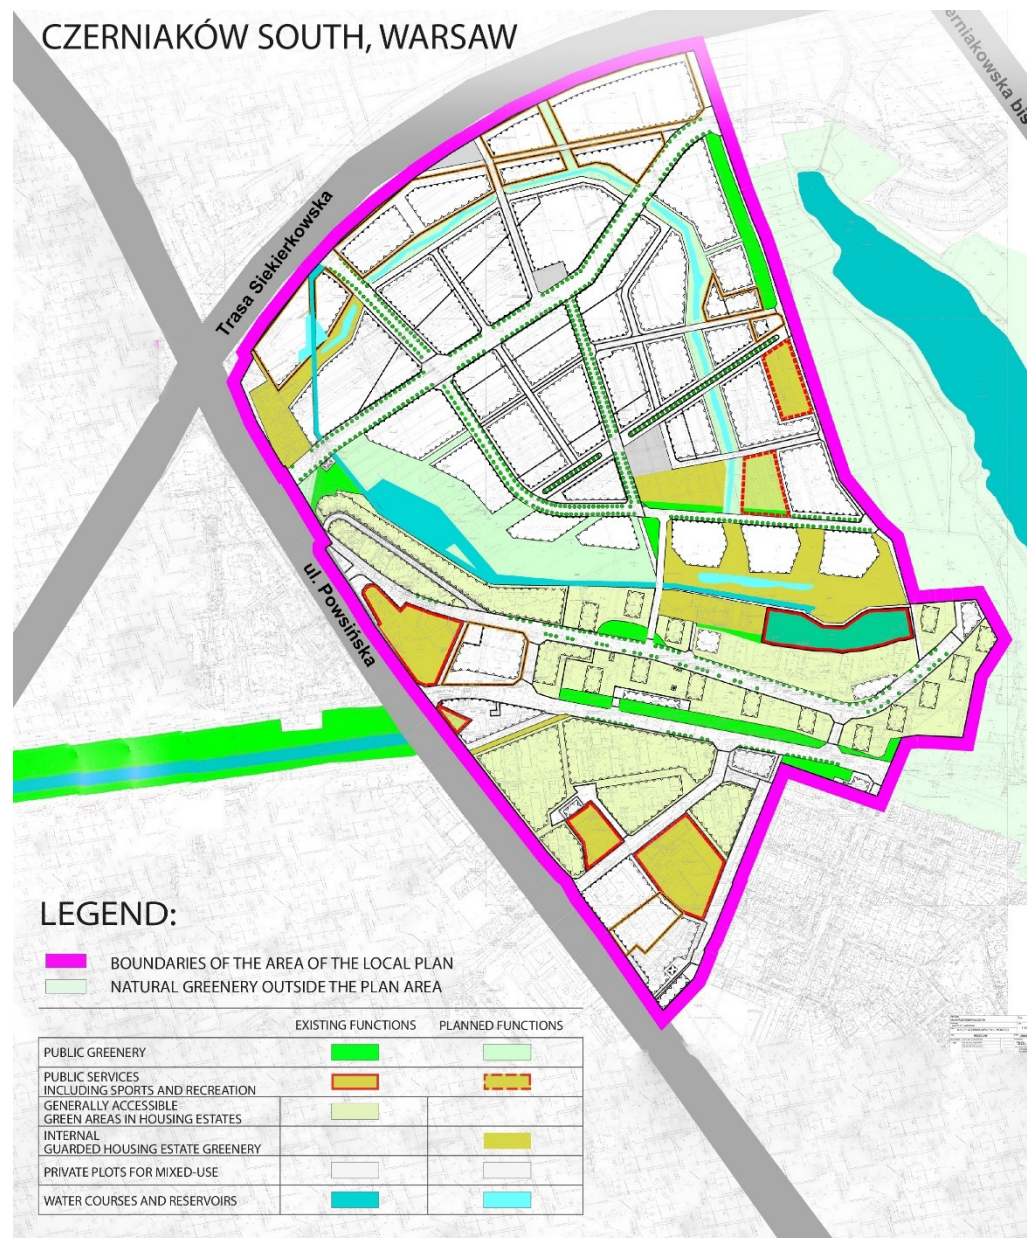 CZERNIAKÓW SOUTH, WARSAW
zerniakowska bis
Trasa Siekierkowska
ul. Powsińska
LEGEND:
BOUNDARIES OF THE AREA OF THE LOCAL PLAN
NATURAL GREENERY OUTSIDE THE PLAN AREA
EXISTING FUNCTIONS PLANNED FUNCTIONS
PUBLIC GREENERY
PUBLIC SERVICES
INCLUDING SPORTS AND RECREATION
GENERALLY ACCESSIBLE
GREEN AREAS IN HOUSING ESTATES
INTERNAL
GUARDED HOUSING ESTATE GREENERY
PRIVATE PLOTS FOR MIXED-USE
WATER COURSES AND RESERVOIRS